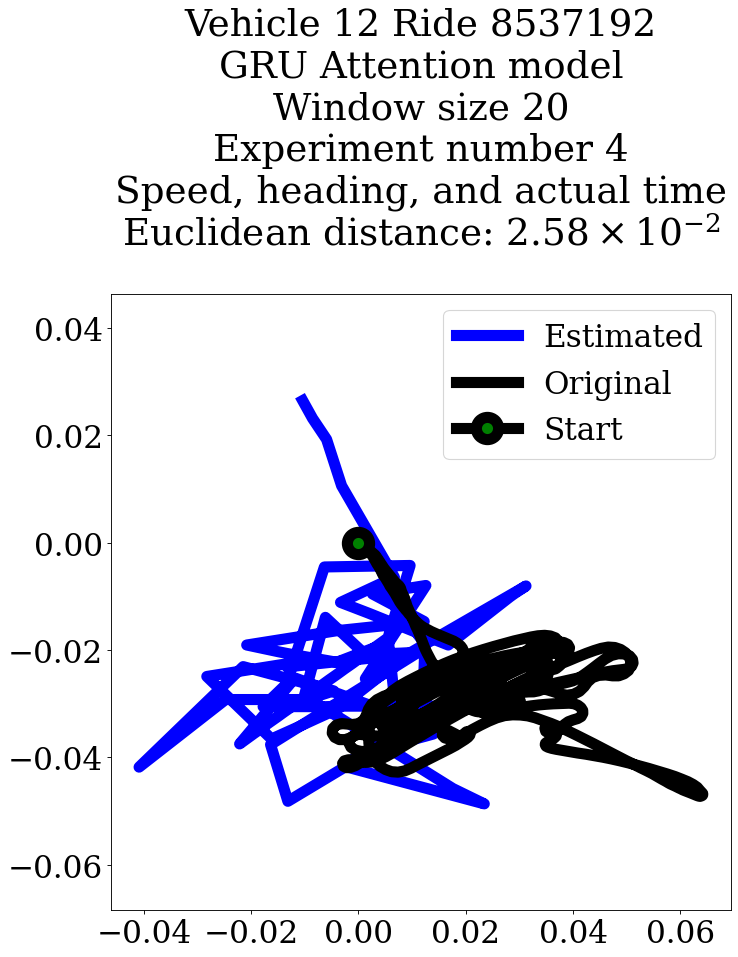 Vehicle 12 Ride 8537192
GRU Attention model
Window size 20
Experiment number 4
Speed, heading, and actual time
Euclidean distance: 2.58 × 10⁻²
Estimated
Original
Start
0.04
0.02
0.00
−0.02
−0.04
−0.06
−0.04 −0.02 0.00 0.02 0.04 0.06